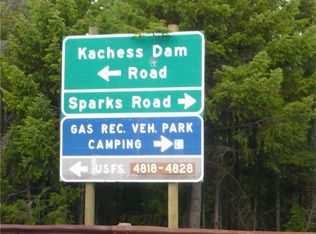 Kachess Dam
← Road
Sparks Road →
GAS REC. VEH. PARK
CAMPING →
← USFS. 4818-4828